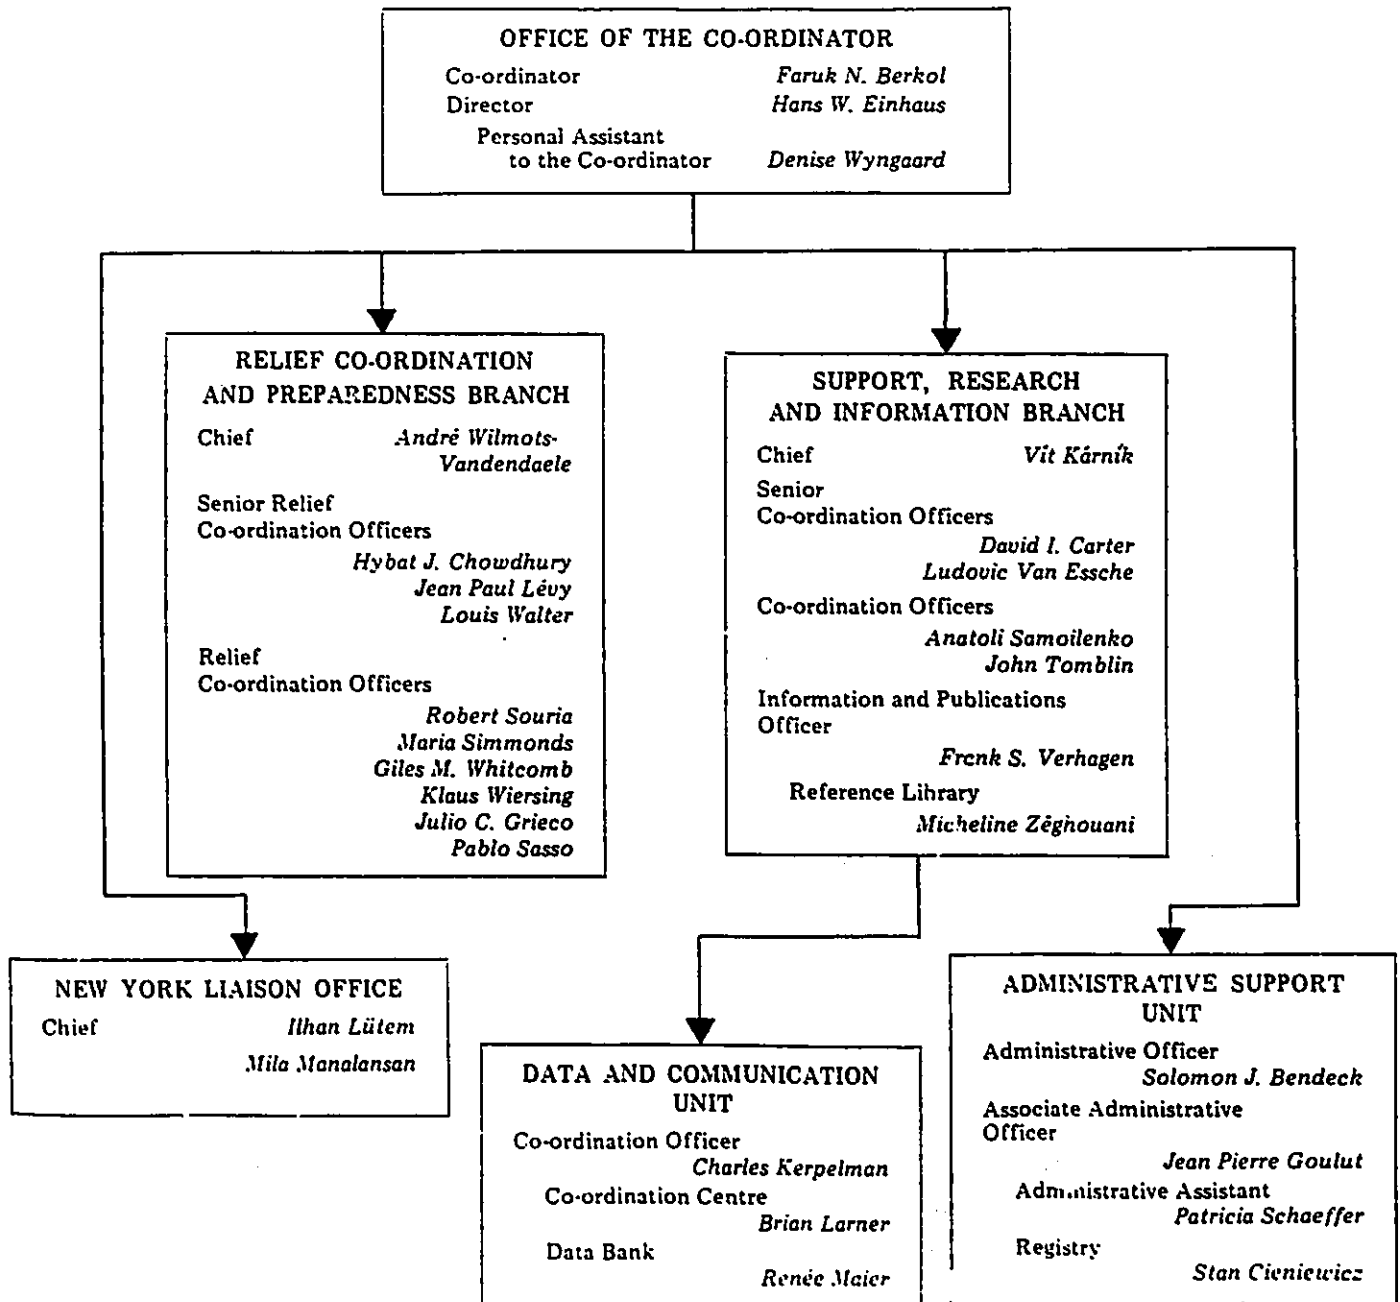 OFFICE OF THE CO-ORDINATOR
Co-ordinator Faruk N. Berkol
Director Hans W. Einhaus
Personal Assistant
to the Co-ordinator Denise Wyngaard
RELIEF CO-ORDINATION
AND PREPAREDNESS BRANCH
Chief André Wilmots-
Vandendaele
Senior Relief
Co-ordination Officers
Hybat J. Chowdhury
Jean Paul Lévy
Louis Walter
Relief
Co-ordination Officers
Robert Souria
Maria Simmonds
Giles M. Whitcomb
Klaus Wiersing
Julio C. Grieco
Pablo Sasso
SUPPORT, RESEARCH
AND INFORMATION BRANCH
Chief Vít Kárník
Senior
Co-ordination Officers
David I. Carter
Ludovic Van Essche
Co-ordination Officers
Anatoli Samoilenko
John Tomblin
Information and Publications
Officer
Frank S. Verhagen
Reference Library
Micheline Zéghouani
NEW YORK LIAISON OFFICE
Chief Ilhan Lütem
Mila Manalansan
DATA AND COMMUNICATION
UNIT
Co-ordination Officer
Charles Kerpelman
Co-ordination Centre
Brian Larner
Data Bank
Renée Maier
ADMINISTRATIVE SUPPORT
UNIT
Administrative Officer
Solomon J. Bendeck
Associate Administrative
Officer
Jean Pierre Goulut
Administrative Assistant
Patricia Schaeffer
Registry
Stan Cieniewicz